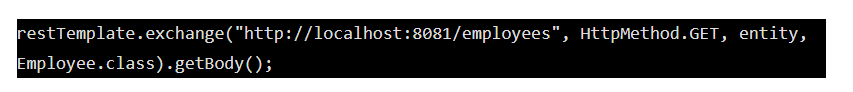 restTemplate.exchange("http://localhost:8081/employees", HttpMethod.GET, entity,
Employee.class).getBody();